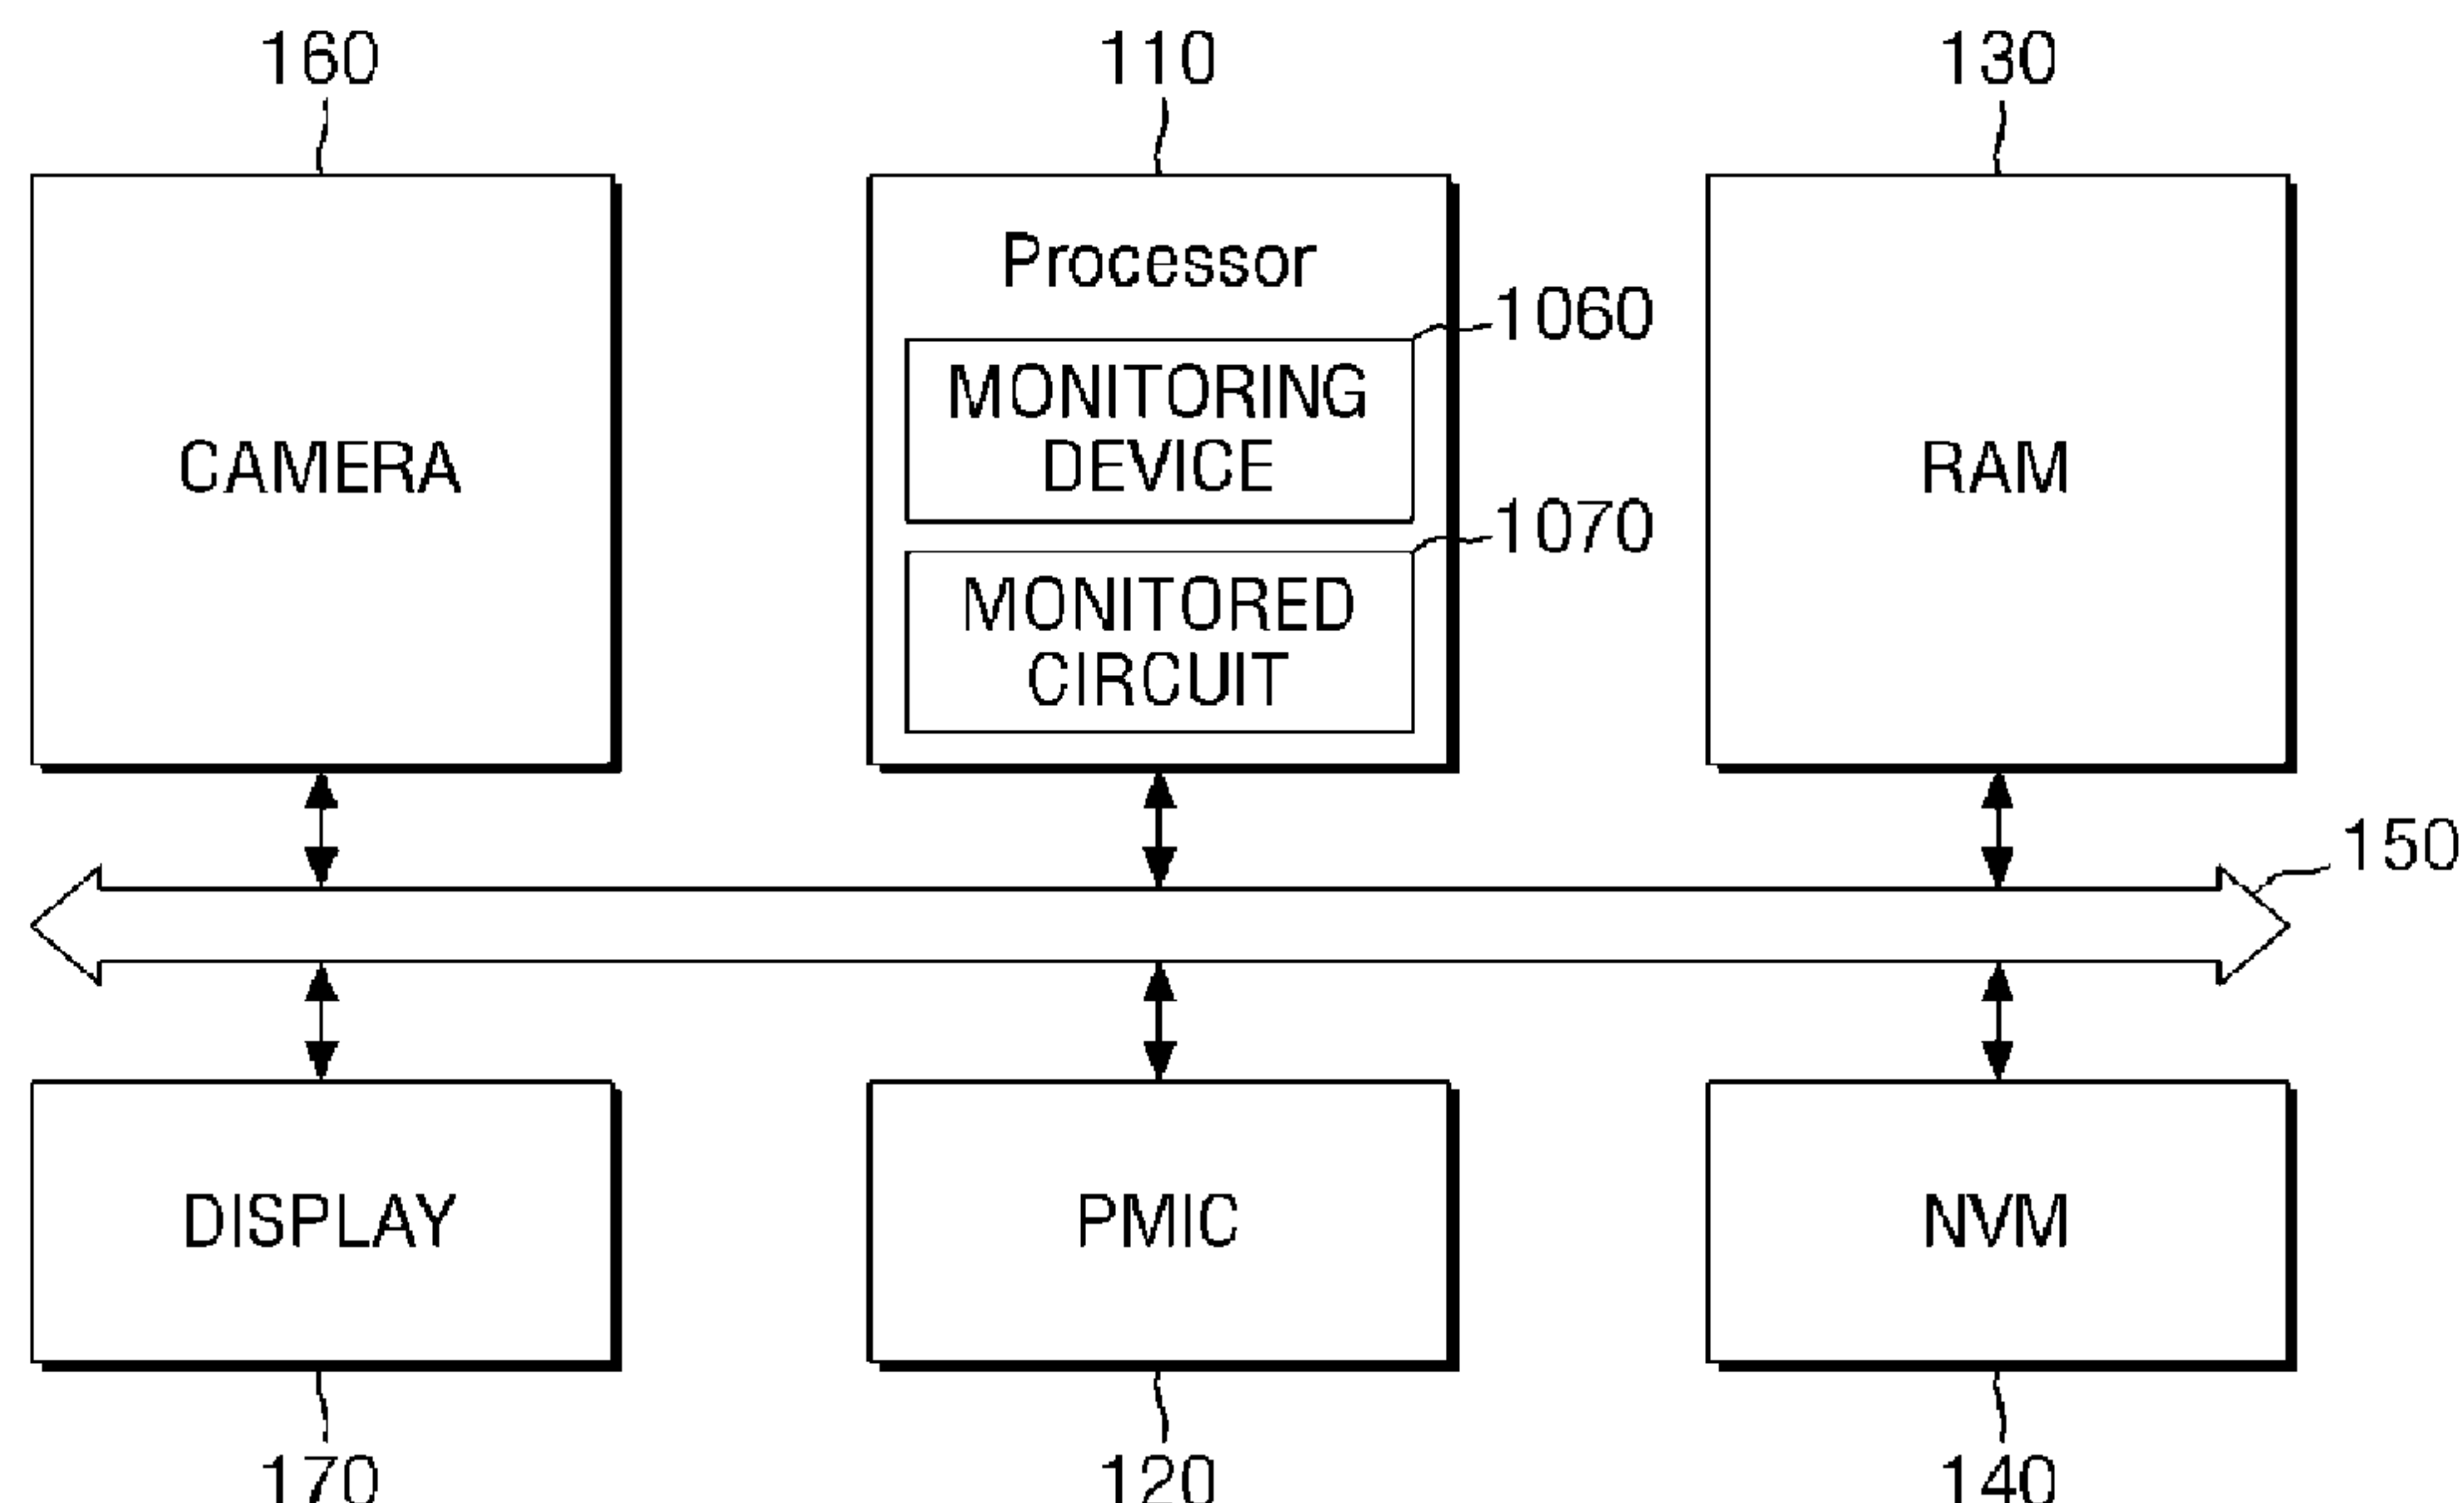 160 110 130
Processor
1060
MONITORING
DEVICE
CAMERA
RAM
1070
MONITORED
CIRCUIT
150
DISPLAY PMIC NVM
170 120 140